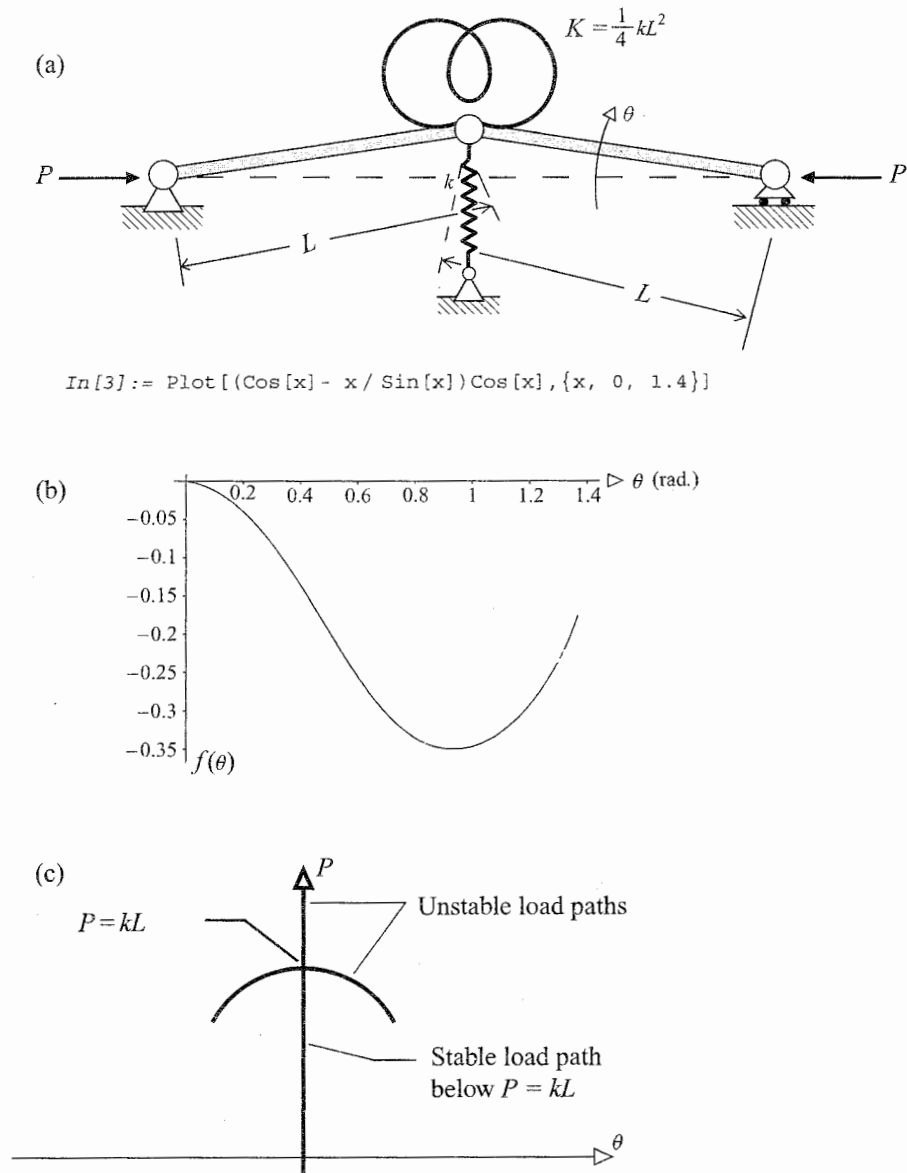 K = 1/4 kL²
(a)
θ
P
P
k
L
L
In[3]:= Plot[(Cos[x]- x/Sin[x])Cos[x],{x, 0, 1.4}]
(b)
0.2 0.4 0.6 0.8 1 1.2 1.4 θ (rad.)
-0.05
-0.1
-0.15
-0.2
-0.25
-0.3
-0.35
f(θ)
(c)
P
Unstable load paths
P = kL
Stable load path
below P = kL
θ